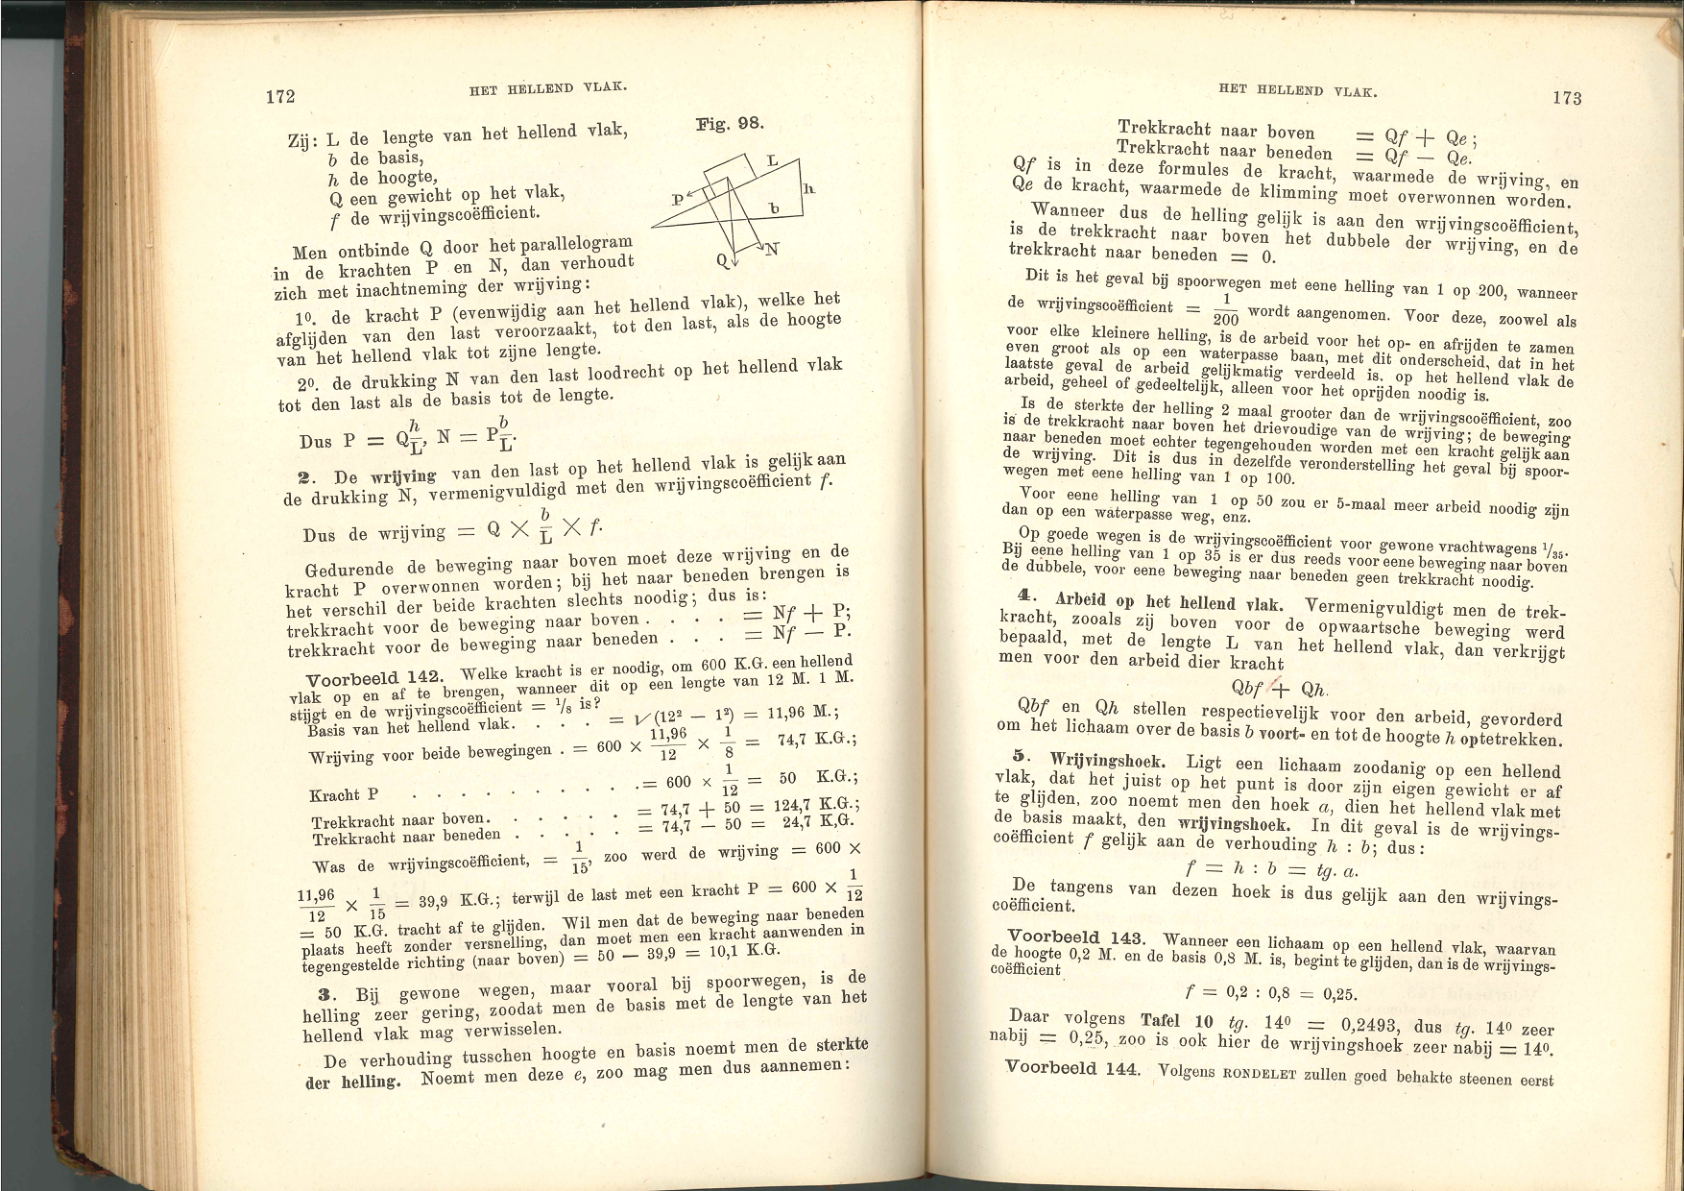 172
HET HELLEND VLAK.
Zij: L de lengte van het hellend vlak,
b de basis,
h de hoogte,
Q een gewicht op het vlak,
f de wrijvingscoëfficient.
Fig. 98.
L
P
h
b
N
Q
Men ontbinde Q door het parallelogram
in de krachten P en N, dan verhoudt
zich met inachtneming der wrijving:
1⁰. de kracht P (evenwijdig aan het hellend vlak), welke het
afglijden van den last veroorzaakt, tot den last, als de hoogte
van het hellend vlak tot zijne lengte.
2⁰. de drukking N van den last loodrecht op het hellend vlak
tot den last als de basis tot de lengte.
Dus P = Q h/L, N = P b/L.
2. De wrijving van den last op het hellend vlak is gelijk aan
de drukking N, vermenigvuldigd met den wrijvingscoëfficient f.
Dus de wrijving = Q × b/L × f.
Gedurende de beweging naar boven moet deze wrijving en de
kracht P overwonnen worden; bij het naar beneden brengen is
het verschil der beide krachten slechts noodig; dus is:
trekkracht voor de beweging naar boven . . . . = Nf + P;
trekkracht voor de beweging naar beneden . . . = Nf — P.
Voorbeeld 142. Welke kracht is er noodig, om 600 K.G. een hellend
vlak op en af te brengen, wanneer dit op een lengte van 12 M. 1 M.
stijgt en de wrijvingscoëfficient = 1/8 is?
Basis van het hellend vlak. . . . = √(12² — 1²) = 11,96 M.;
Wrijving voor beide bewegingen . = 600 × 11,96/12 × 1/8 = 74,7 K.G.;
Kracht P . . . . . . . . . . = 600 × 1/12 = 50 K.G.;
Trekkracht naar boven. . . . . . = 74,7 + 50 = 124,7 K.G.;
Trekkracht naar beneden . . . . . = 74,7 — 50 = 24,7 K,G.
Was de wrijvingscoëfficient, = 1/15, zoo werd de wrijving = 600 ×
11,96/12 × 1/15 = 39,9 K.G.; terwijl de last met een kracht P = 600 × 1/12
= 50 K.G. tracht af te glijden. Wil men dat de beweging naar beneden
plaats heeft zonder versnelling, dan moet men een kracht aanwenden in
tegengestelde richting (naar boven) = 50 — 39,9 = 10,1 K.G.
3. Bij gewone wegen, maar vooral bij spoorwegen, is de
helling zeer gering, zoodat men de basis met de lengte van het
hellend vlak mag verwisselen.
De verhouding tusschen hoogte en basis noemt men de sterkte
der helling. Noemt men deze e, zoo mag men dus aannemen:
HET HELLEND VLAK.
173
Trekkracht naar boven = Qf + Qe;
Trekkracht naar beneden = Qf — Qe.
Qf is in deze formules de kracht, waarmede de wrijving, en
Qe de kracht, waarmede de klimming moet overwonnen worden.
Wanneer dus de helling gelijk is aan den wrijvingscoëfficient,
is de trekkracht naar boven het dubbele der wrijving, en de
trekkracht naar beneden = 0.
Dit is het geval bij spoorwegen met eene helling van 1 op 200, wanneer
de wrijvingscoëfficient = 1/200 wordt aangenomen. Voor deze, zoowel als
voor elke kleinere helling, is de arbeid voor het op- en afrijden te zamen
even groot als op een waterpasse baan, met dit onderscheid, dat in het
laatste geval de arbeid gelijkmatig verdeeld is, op het hellend vlak de
arbeid, geheel of gedeeltelijk, alleen voor het oprijden noodig is.
Is de sterkte der helling 2 maal grooter dan de wrijvingscoëfficient, zoo
is de trekkracht naar boven het drievoudige van de wrijving; de beweging
naar beneden moet echter tegengehouden worden met een kracht gelijk aan
de wrijving. Dit is dus in dezelfde veronderstelling het geval bij spoor-
wegen met eene helling van 1 op 100.
Voor eene helling van 1 op 50 zou er 5-maal meer arbeid noodig zijn
dan op een waterpasse weg, enz.
Op goede wegen is de wrijvingscoëfficient voor gewone vrachtwagens 1/35.
Bij eene helling van 1 op 35 is er dus reeds voor eene beweging naar boven
de dubbele, voor eene beweging naar beneden geen trekkracht noodig.
4. Arbeid op het hellend vlak. Vermenigvuldigt men de trek-
kracht, zooals zij boven voor de opwaartsche beweging werd
bepaald, met de lengte L van het hellend vlak, dan verkrijgt
men voor den arbeid dier kracht
Qbf + Qh.
Qbf en Qh stellen respectievelijk voor den arbeid, gevorderd
om het lichaam over de basis b voort- en tot de hoogte h optetrekken.
5. Wrijvingshoek. Ligt een lichaam zoodanig op een hellend
vlak, dat het juist op het punt is door zijn eigen gewicht er af
te glijden, zoo noemt men den hoek a, dien het hellend vlak met
de basis maakt, den wrijvingshoek. In dit geval is de wrijvings-
coëfficient f gelijk aan de verhouding h : b; dus:
f = h : b = tg. a.
De tangens van dezen hoek is dus gelijk aan den wrijvings-
coëfficient.
Voorbeeld 143. Wanneer een lichaam op een hellend vlak, waarvan
de hoogte 0,2 M. en de basis 0,8 M. is, begint te glijden, dan is de wrijvings-
coëfficient
f = 0,2 : 0,8 = 0,25.
Daar volgens Tafel 10 tg. 14⁰ = 0,2493, dus tg. 14⁰ zeer
nabij = 0,25, zoo is ook hier de wrijvingshoek zeer nabij = 14⁰.
Voorbeeld 144. Volgens RONDELET zullen goed behakte steenen eerst